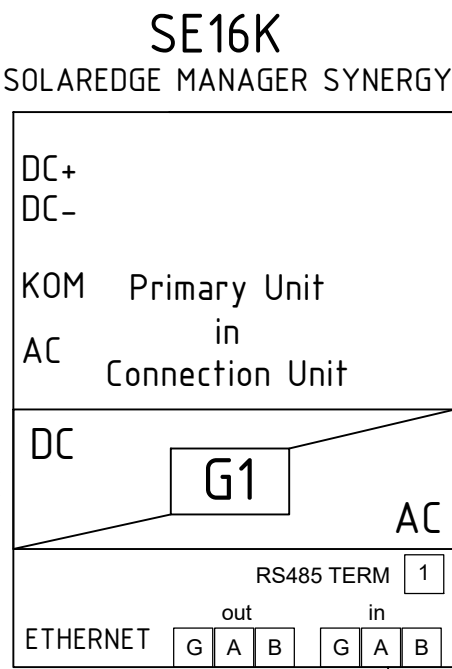 SE16K
SOLAREDGE MANAGER SYNERGY
DC+
DC-
KOM
AC
Primary Unit
in
Connection Unit
DC
G1
AC
RS485 TERM 1
out in
ETHERNET G A B G A B